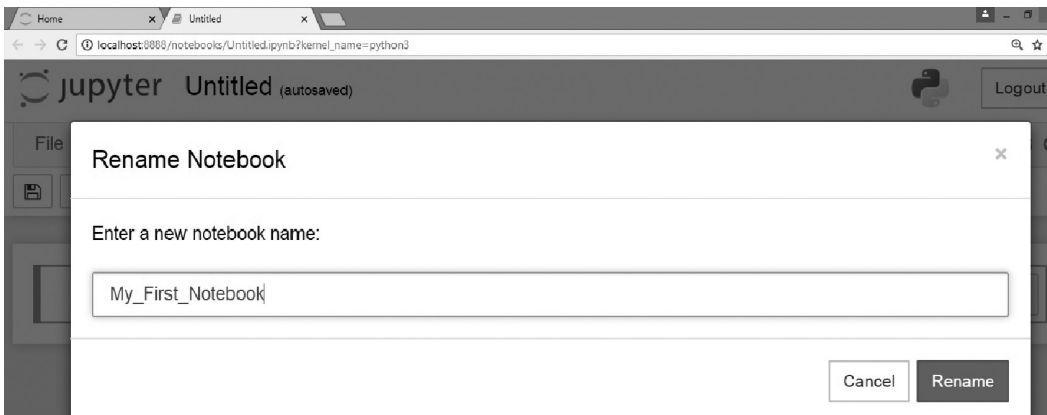 Home
Untitled
localhost:8888/notebooks/Untitled.ipynb?kernel_name=python3
jupyter Untitled (autosaved)
Logout
File
Rename Notebook
Enter a new notebook name:
My_First_Notebook
Cancel Rename